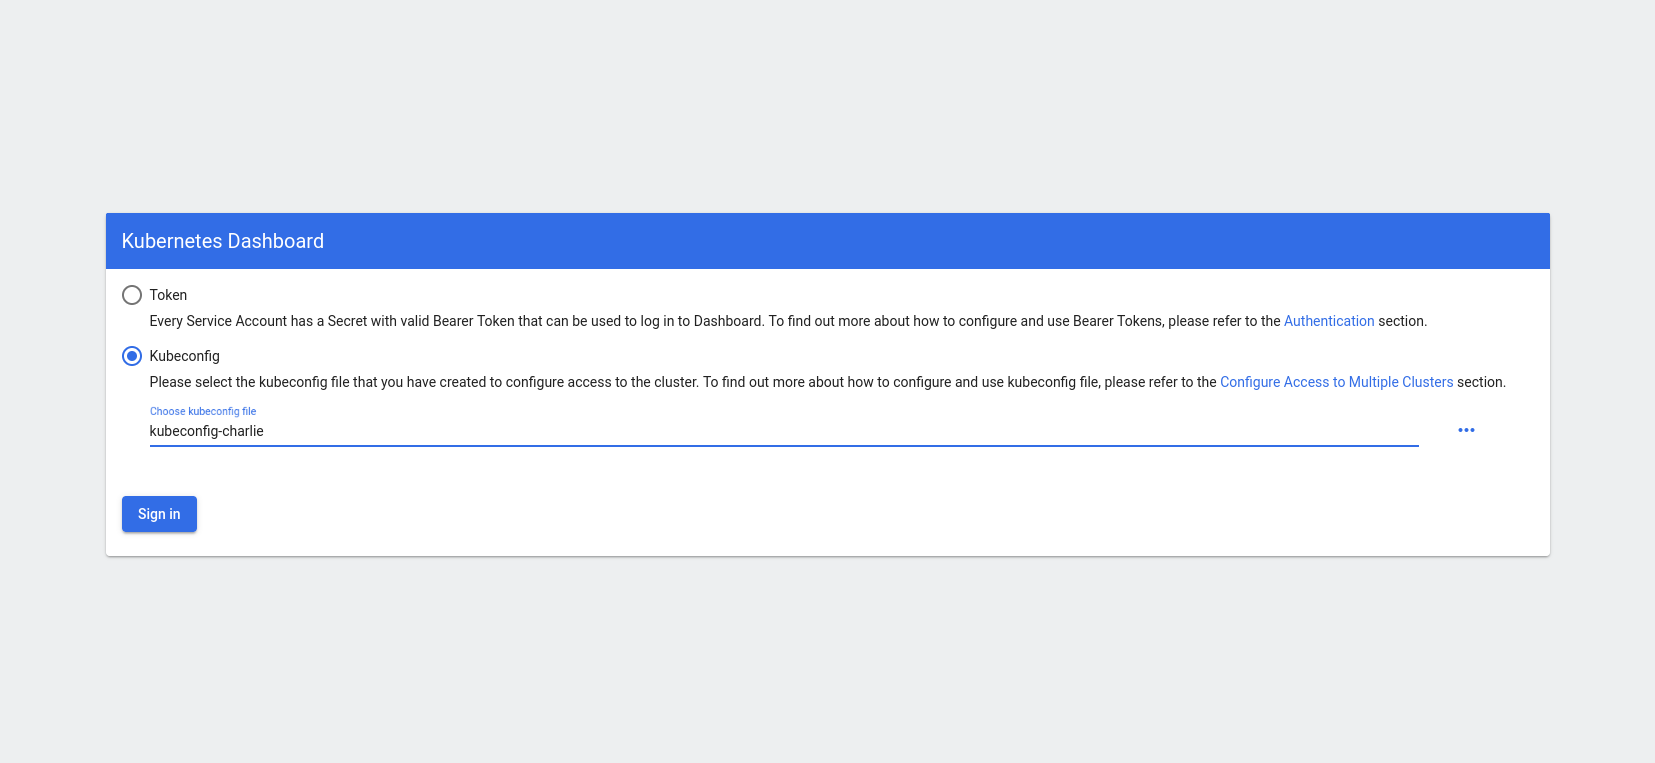 Kubernetes Dashboard
Token
Every Service Account has a Secret with valid Bearer Token that can be used to log in to Dashboard. To find out more about how to configure and use Bearer Tokens, please refer to the Authentication section.
Kubeconfig
Please select the kubeconfig file that you have created to configure access to the cluster. To find out more about how to configure and use kubeconfig file, please refer to the Configure Access to Multiple Clusters section.
Choose kubeconfig file
kubeconfig-charlie
Sign in